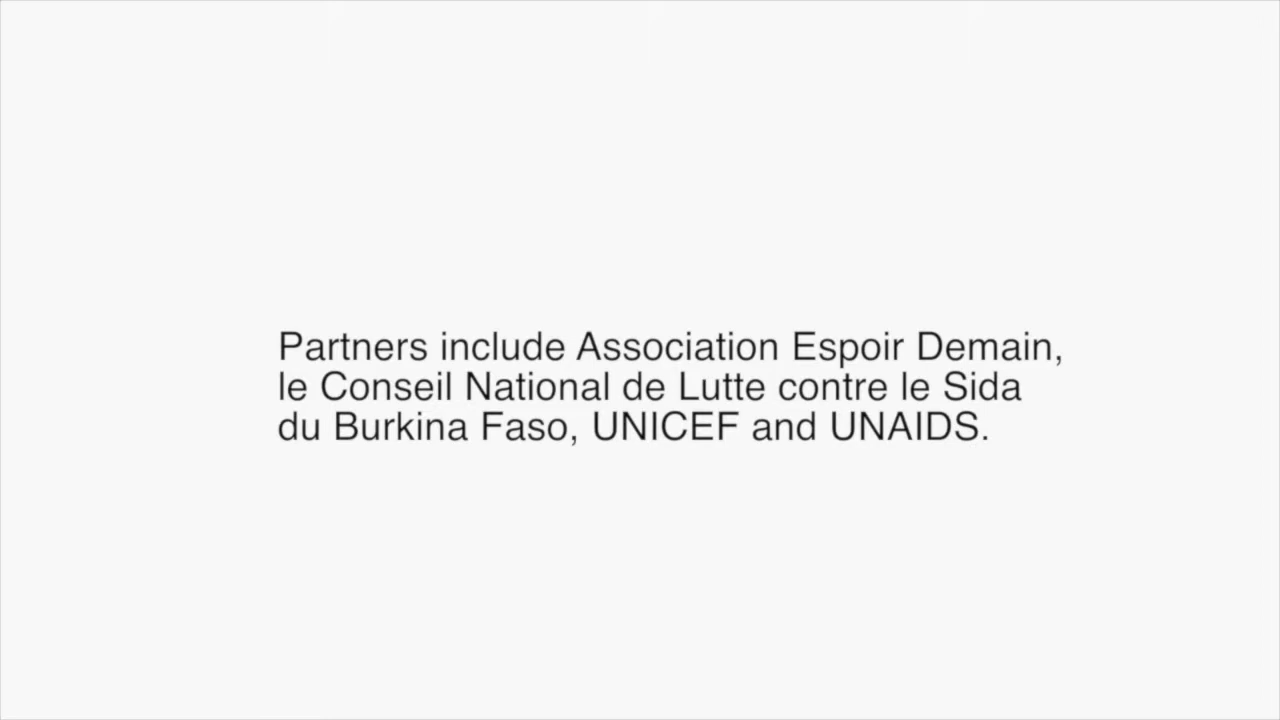 Partners include Association Espoir Demain,
le Conseil National de Lutte contre le Sida
du Burkina Faso, UNICEF and UNAIDS.